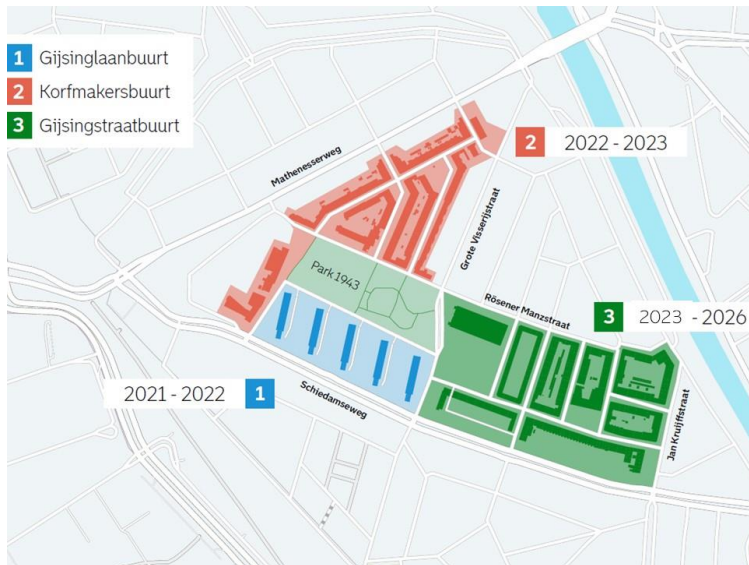 1 Gijsinglaanbuurt
2 Korfmakersbuurt
3 Gijsingstraatbuurt
2 2022 - 2023
Mathenesserweg
Grote Visserijstraat
Park 1943
Rösener Manzstraat
3 2023 - 2026
2021 - 2022 1
Schiedamseweg
Jan Kruijffstraat